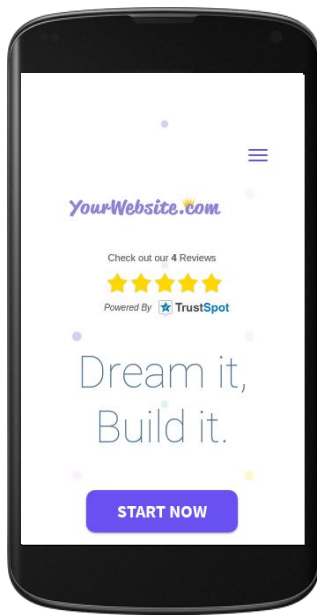 YourWebsite.com
Check out our 4 Reviews
Powered By TrustSpot
Dream it,
Build it.
START NOW